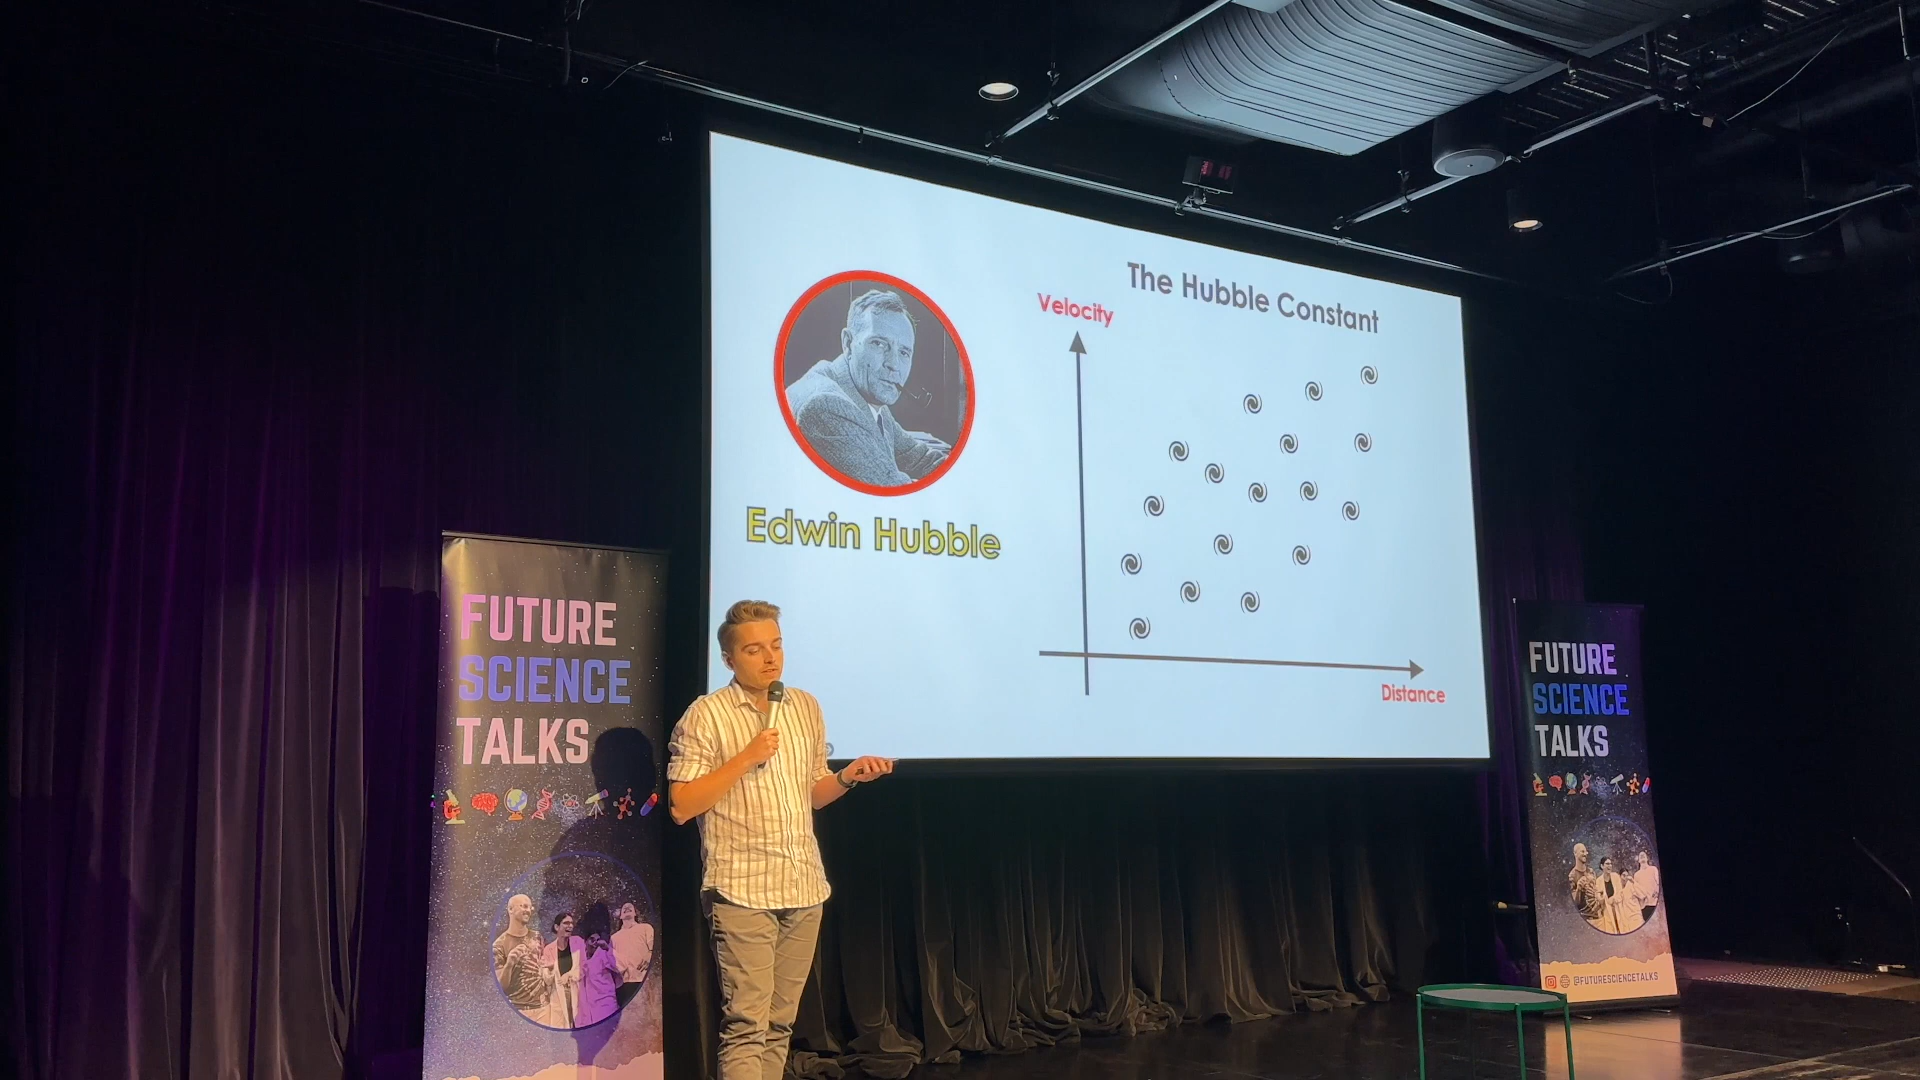 The Hubble Constant
Velocity
Edwin Hubble
Distance
FUTURE
SCIENCE
TALKS
FUTURE
SCIENCE
TALKS
@FUTURESCIENCETALKS